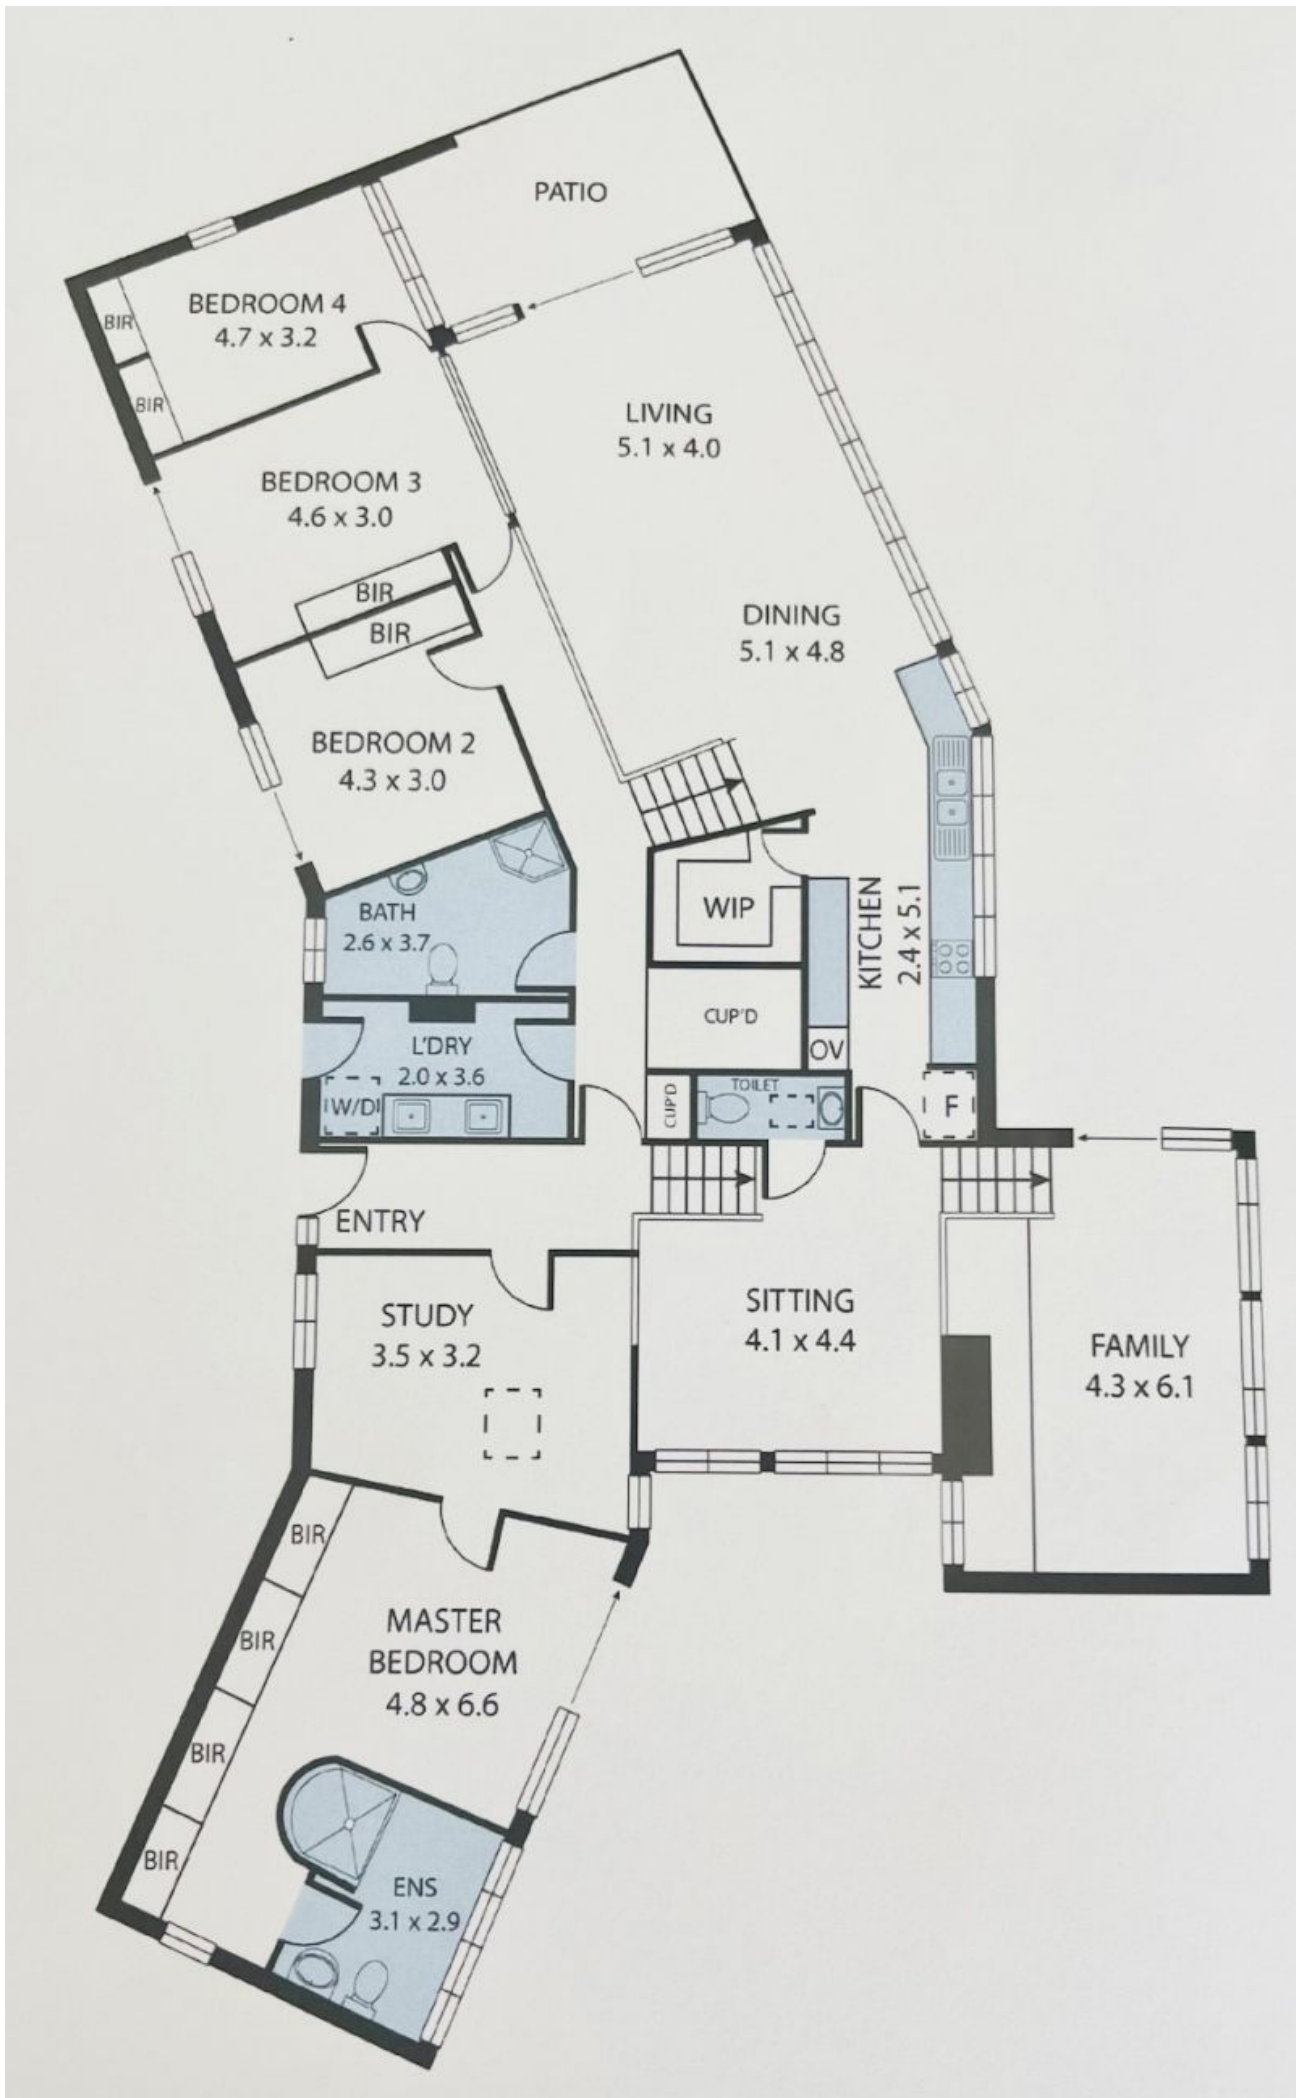 PATIO
BEDROOM 4
4.7 x 3.2
BIR
BIR
LIVING
5.1 x 4.0
BEDROOM 3
4.6 x 3.0
BIR
BIR
DINING
5.1 x 4.8
BEDROOM 2
4.3 x 3.0
BATH
2.6 x 3.7
WIP
KITCHEN
2.4 x 5.1
CUP'D
L'DRY
2.0 x 3.6
OV
W/D
CUP'D
TOILET
F
ENTRY
STUDY
3.5 x 3.2
SITTING
4.1 x 4.4
FAMILY
4.3 x 6.1
BIR
BIR
MASTER
BEDROOM
4.8 x 6.6
BIR
BIR
ENS
3.1 x 2.9